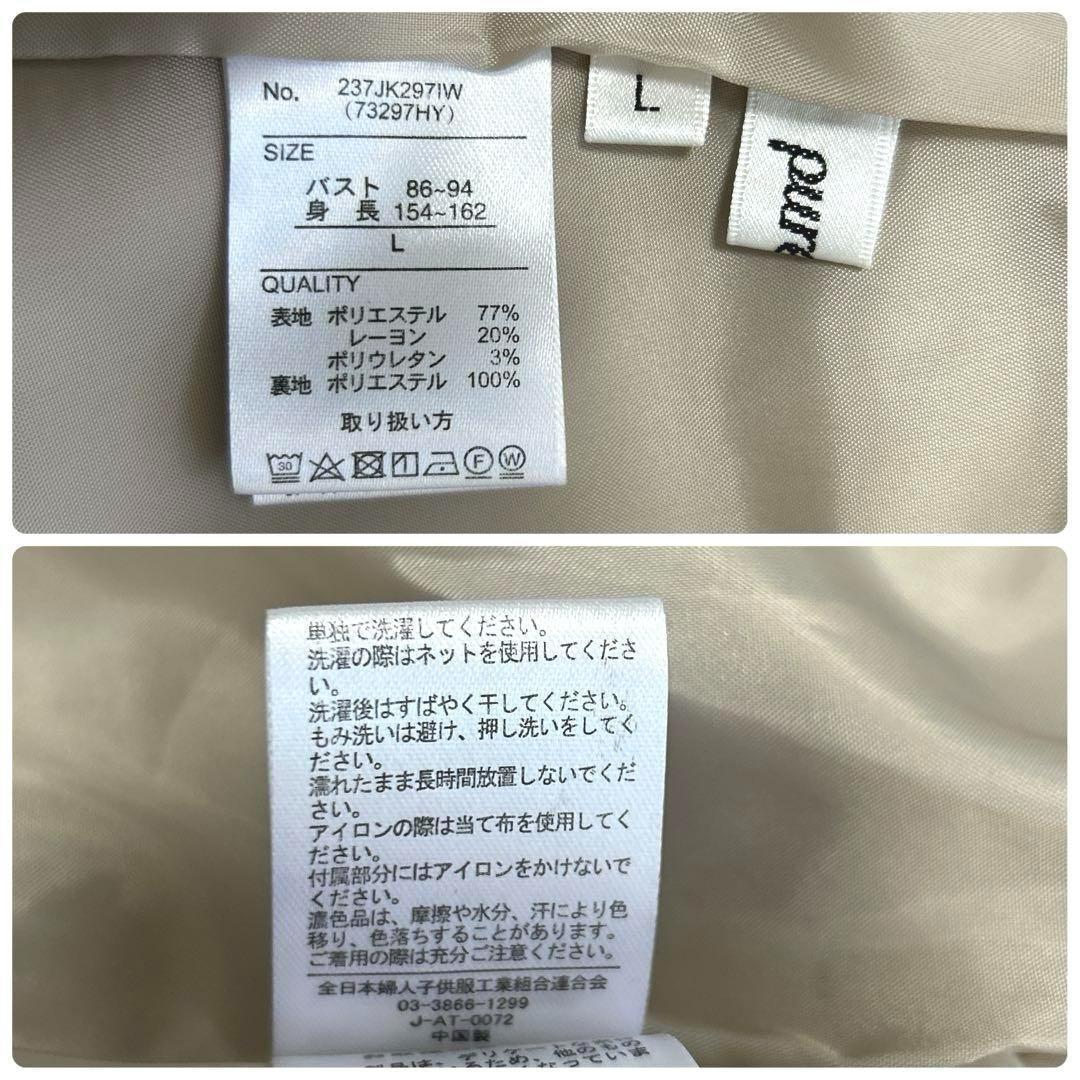 No. 237JK297IW
(73297HY)
SIZE
バスト 86~94
身 長 154~162
L
QUALITY
表地 ポリエステル 77%
レーヨン 20%
ポリウレタン 3%
裏地 ポリエステル 100%
取り扱い方
30 F W
L
pure
単独で洗濯してください。
洗濯の際はネットを使用してくださ
い。
洗濯後はすばやく干してください。
もみ洗いは避け、押し洗いをしてく
ださい。
濡れたまま長時間放置しないでくだ
さい。
アイロンの際は当て布を使用してく
ださい。
付属部分にはアイロンをかけないで
ください。
濃色品は、摩擦や水分、汗により色
移り、色落ちすることがあります。
ご着用の際は充分ご注意ください。
全日本婦人子供服工業組合連合会
03-3866-1299
J-AT-0072
中国製